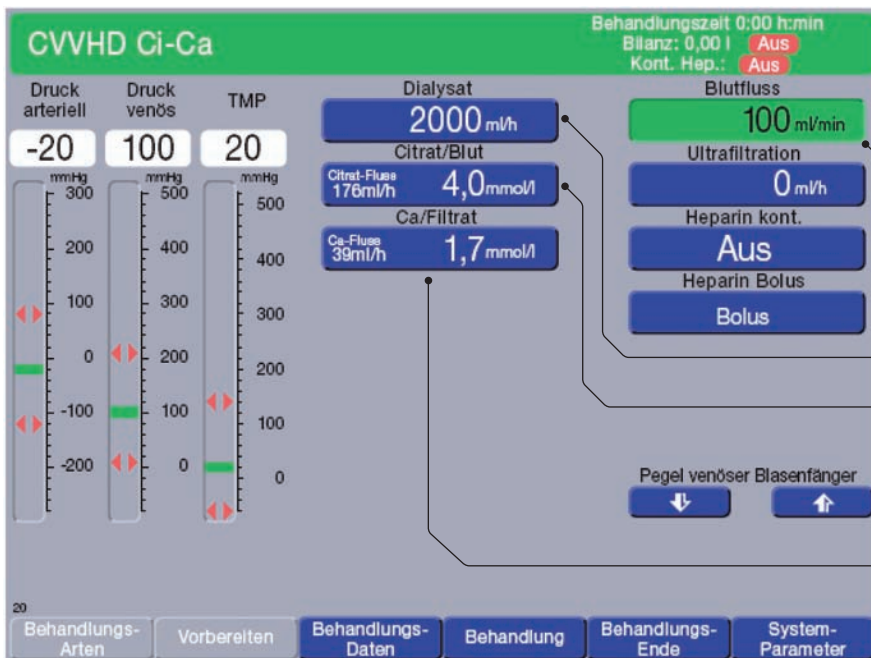 CVVHD Ci-Ca
Behandlungszeit 0:00 h:min
Bilanz: 0,00 l Aus
Kont. Hep.: Aus
Druck arteriell
Druck venös
TMP
-20
100
20
mmHg
mmHg
mmHg
300
200
100
0
-100
-200
500
400
300
200
100
0
500
400
300
200
100
0
Dialysat
2000 ml/h
Citrat/Blut
Citrat-Fluss
176ml/h
4,0 mmol/l
Ca/Filtrat
Ca-Fluss
39ml/h
1,7 mmol/l
Blutfluss
100 ml/min
Ultrafiltration
0 ml/h
Heparin kont.
Aus
Heparin Bolus
Bolus
Pegel venöser Blasenfänger
20
Behandlungs-
Arten
Vorbereiten
Behandlungs-
Daten
Behandlung
Behandlungs-
Ende
System-
Parameter